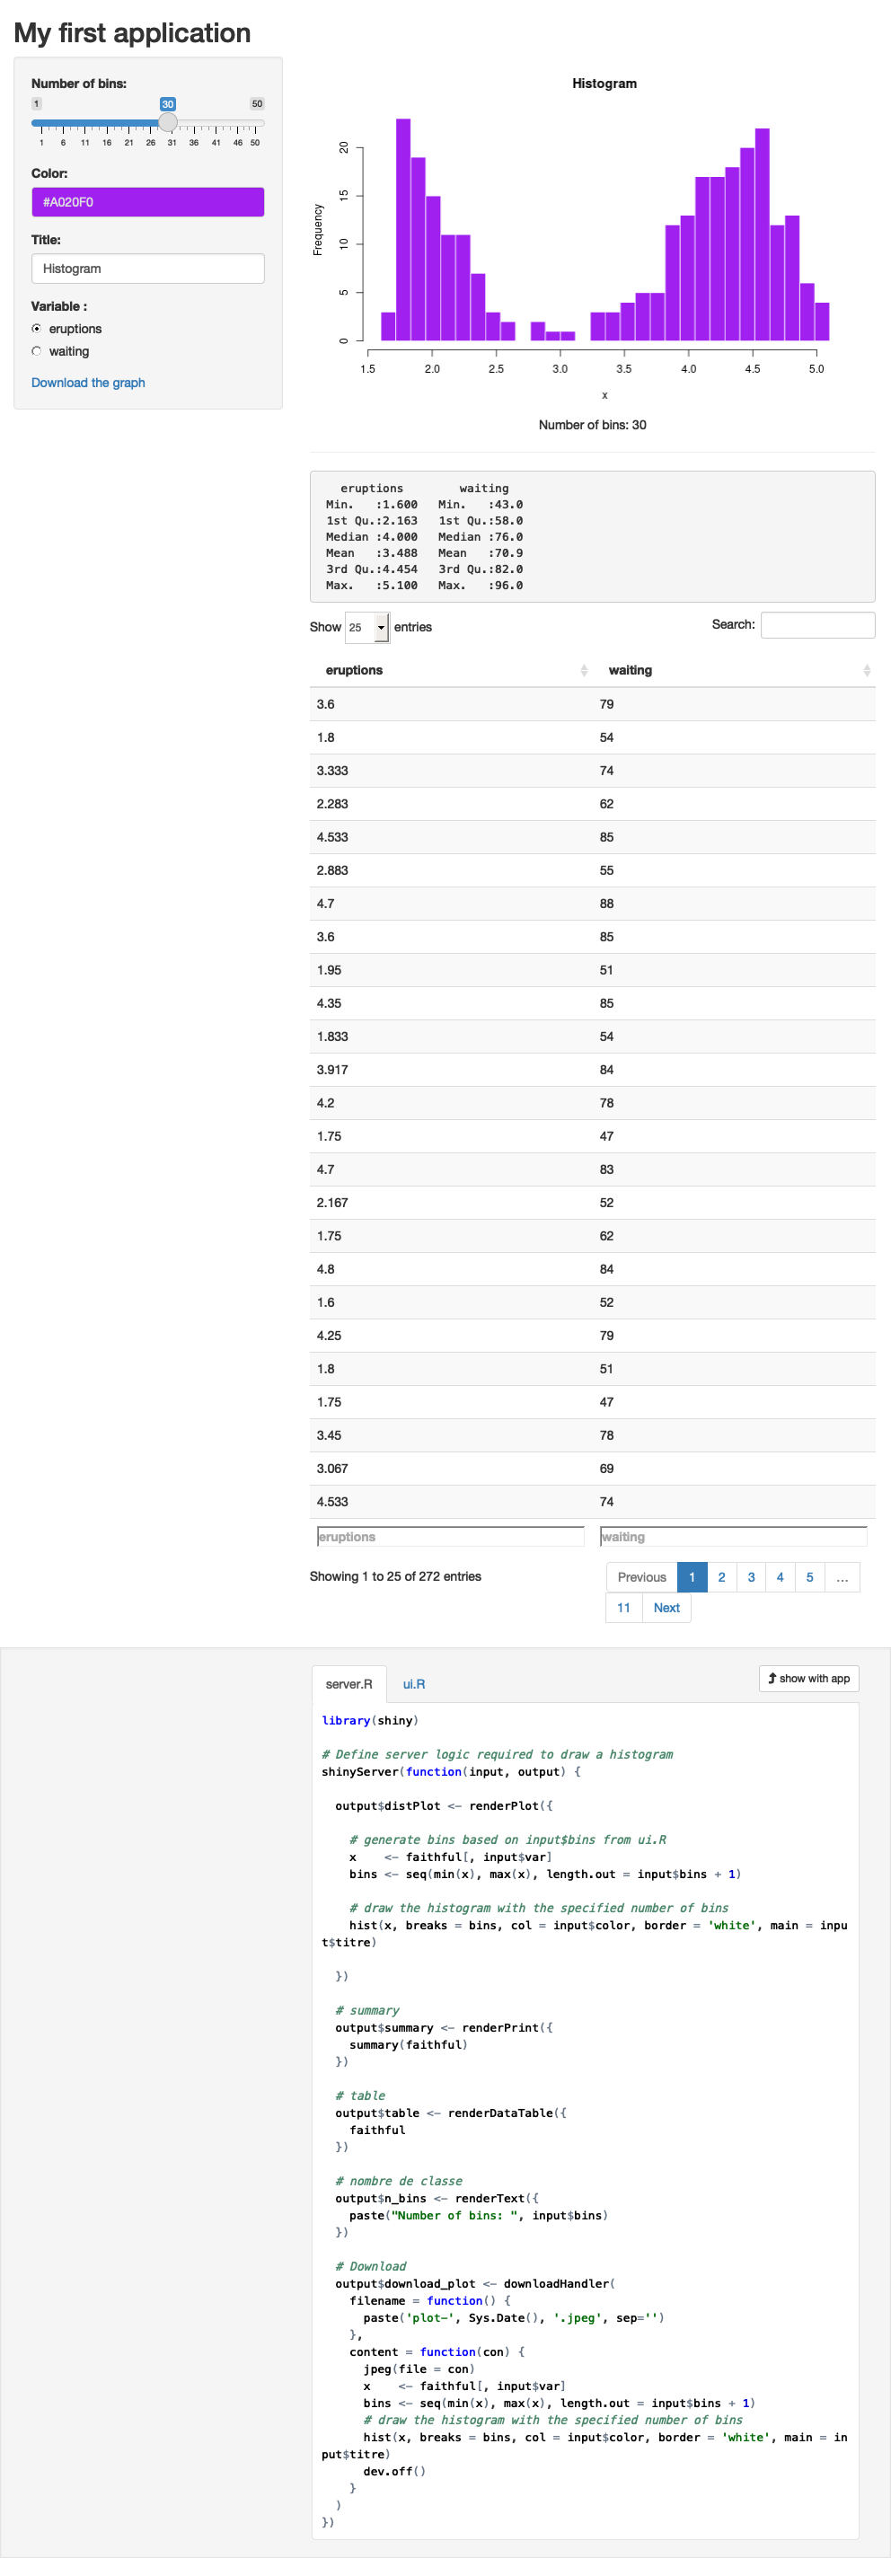 My first application
Number of bins:
1 30 50
1 6 11 16 21 26 31 36 41 46 50
Color:
#A020F0
Title:
Histogram
Variable :
eruptions
waiting
Download the graph
Histogram
Frequency
0 5 10 15 20
1.5 2.0 2.5 3.0 3.5 4.0 4.5 5.0
x
Number of bins: 30
eruptions waiting
Min. :1.600 Min. :43.0
1st Qu.:2.163 1st Qu.:58.0
Median :4.000 Median :76.0
Mean :3.488 Mean :70.9
3rd Qu.:4.454 3rd Qu.:82.0
Max. :5.100 Max. :96.0
Show 25 entries Search:
eruptions waiting
3.6 79
1.8 54
3.333 74
2.283 62
4.533 85
2.883 55
4.7 88
3.6 85
1.95 51
4.35 85
1.833 54
3.917 84
4.2 78
1.75 47
4.7 83
2.167 52
1.75 62
4.8 84
1.6 52
4.25 79
1.8 51
1.75 47
3.45 78
3.067 69
4.533 74
eruptions waiting
Showing 1 to 25 of 272 entries Previous 1 2 3 4 5 …
11 Next
server.R ui.R show with app
library(shiny)
# Define server logic required to draw a histogram
shinyServer(function(input, output) {
output$distPlot <- renderPlot({
# generate bins based on input$bins from ui.R
x <- faithful[, input$var]
bins <- seq(min(x), max(x), length.out = input$bins + 1)
# draw the histogram with the specified number of bins
hist(x, breaks = bins, col = input$color, border = 'white', main = inpu
t$titre)
})
# summary
output$summary <- renderPrint({
summary(faithful)
})
# table
output$table <- renderDataTable({
faithful
})
# nombre de classe
output$n_bins <- renderText({
paste("Number of bins: ", input$bins)
})
# Download
output$download_plot <- downloadHandler(
filename = function() {
paste('plot-', Sys.Date(), '.jpeg', sep='')
},
content = function(con) {
jpeg(file = con)
x <- faithful[, input$var]
bins <- seq(min(x), max(x), length.out = input$bins + 1)
# draw the histogram with the specified number of bins
hist(x, breaks = bins, col = input$color, border = 'white', main = in
put$titre)
dev.off()
}
)
})